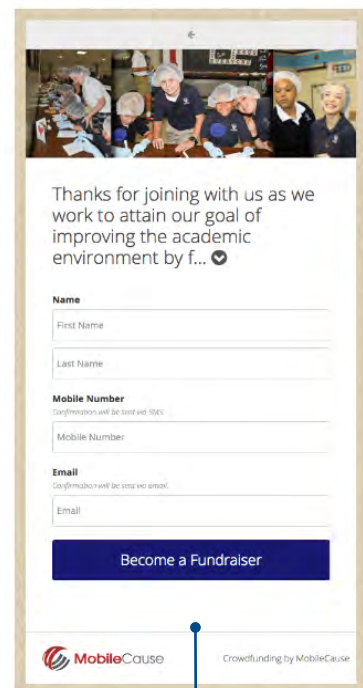 Thanks for joining with us as we
work to attain our goal of
improving the academic
environment by f...
Name
First Name
Last Name
Mobile Number
Confirmation will be sent via SMS.
Mobile Number
Email
Confirmation will be sent via email.
Email
Become a Fundraiser
MobileCause
Crowdfunding by MobileCause